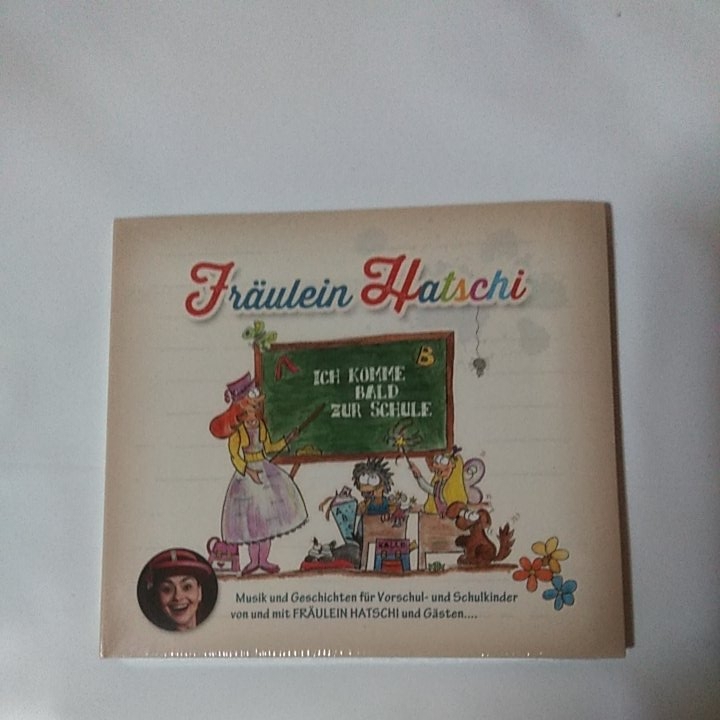 Fräulein Hatschi
A
B
ICH KOMME
BALD
ZUR SCHULE
Musik und Geschichten für Vorschul- und Schulkinder
von und mit FRÄULEIN HATSCHI und Gästen....